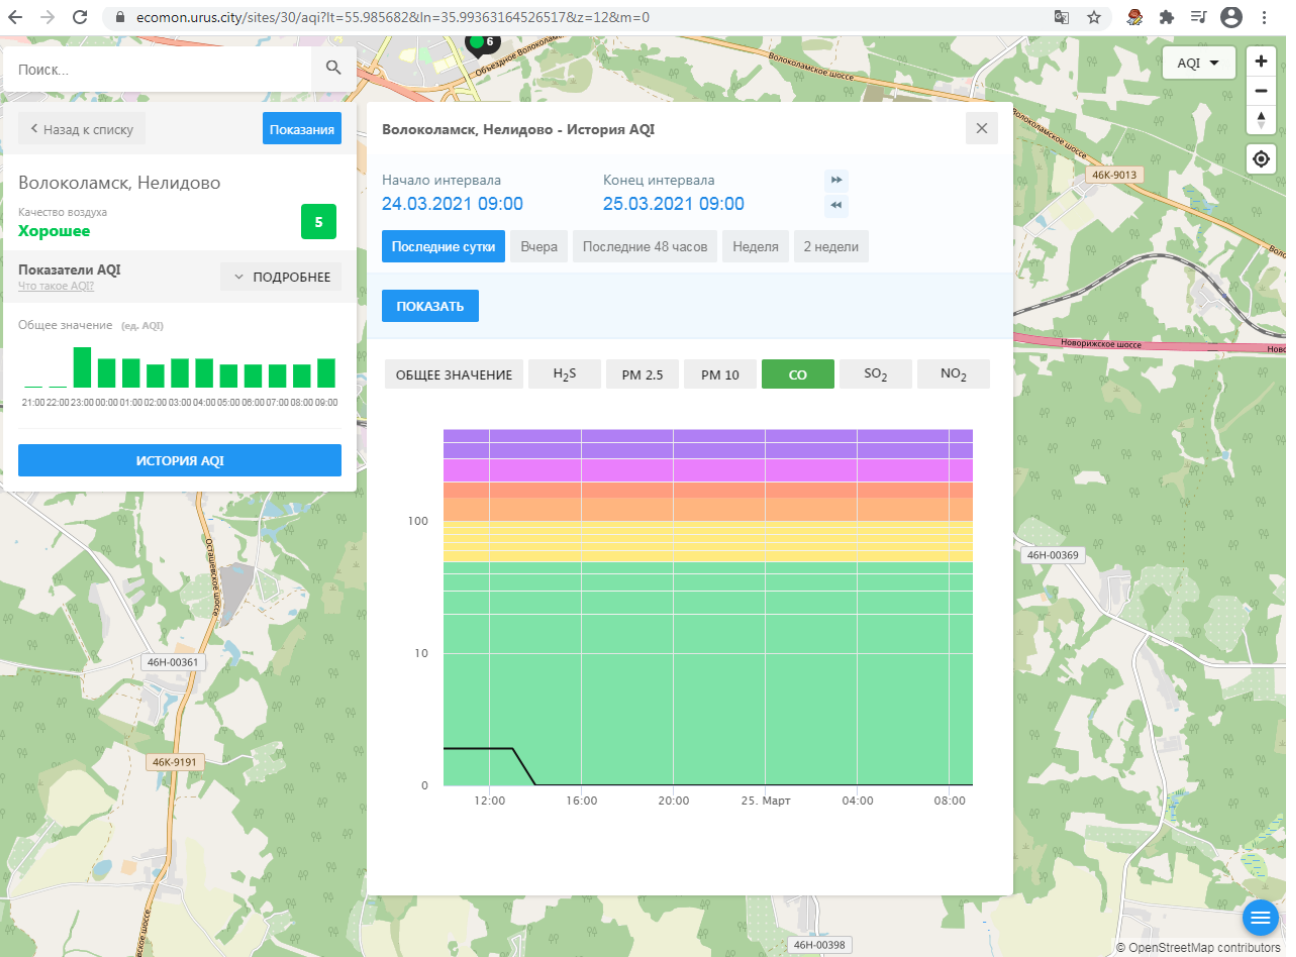 ecomon.urus.city/sites/30/aqi?lt=55.985682&ln=35.99363164526517&z=12&m=0
6
Объездное Волоколамск
Волоколамское шоссе
Поиск...
AQI
Назад к списку
Показания
Волоколамск, Нелидово - История AQI
Волоколамское шоссе
46К-9013
Волоколамск, Нелидово
Качество воздуха
Хорошее
5
Начало интервала
Конец интервала
24.03.2021 09:00
25.03.2021 09:00
Последние сутки
Вчера
Последние 48 часов
Неделя
2 недели
Показатели AQI
Что такое AQI?
ПОДРОБНЕЕ
ПОКАЗАТЬ
Общее значение (ед. AQI)
Новорижское шоссе
21:00 22:00 23:00 00:00 01:00 02:00 03:00 04:00 05:00 06:00 07:00 08:00 09:00
ОБЩЕЕ ЗНАЧЕНИЕ
H2S
PM 2.5
PM 10
CO
SO2
NO2
ИСТОРИЯ AQI
100
10
0
12:00
16:00
20:00
25. Март
04:00
08:00
Осташевское шоссе
46Н-00369
46Н-00361
46К-9191
46Н-00398
© OpenStreetMap contributors